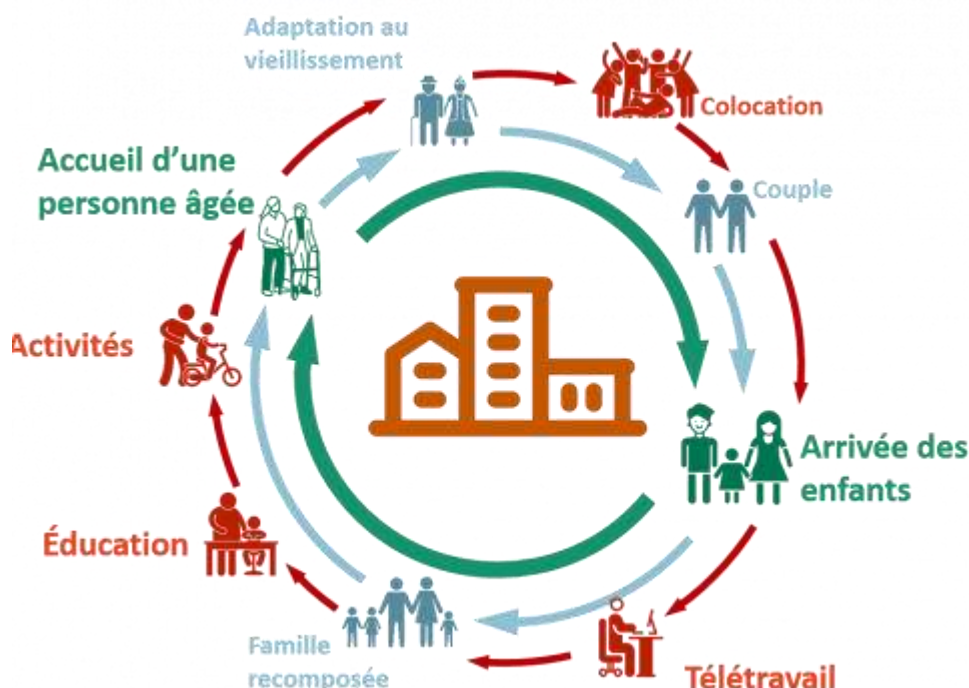 Adaptation au
vieillissement
Colocation
Accueil d'une
personne âgée
Couple
Activités
Arrivée des
enfants
Éducation
Famille
recomposée
Télétravail